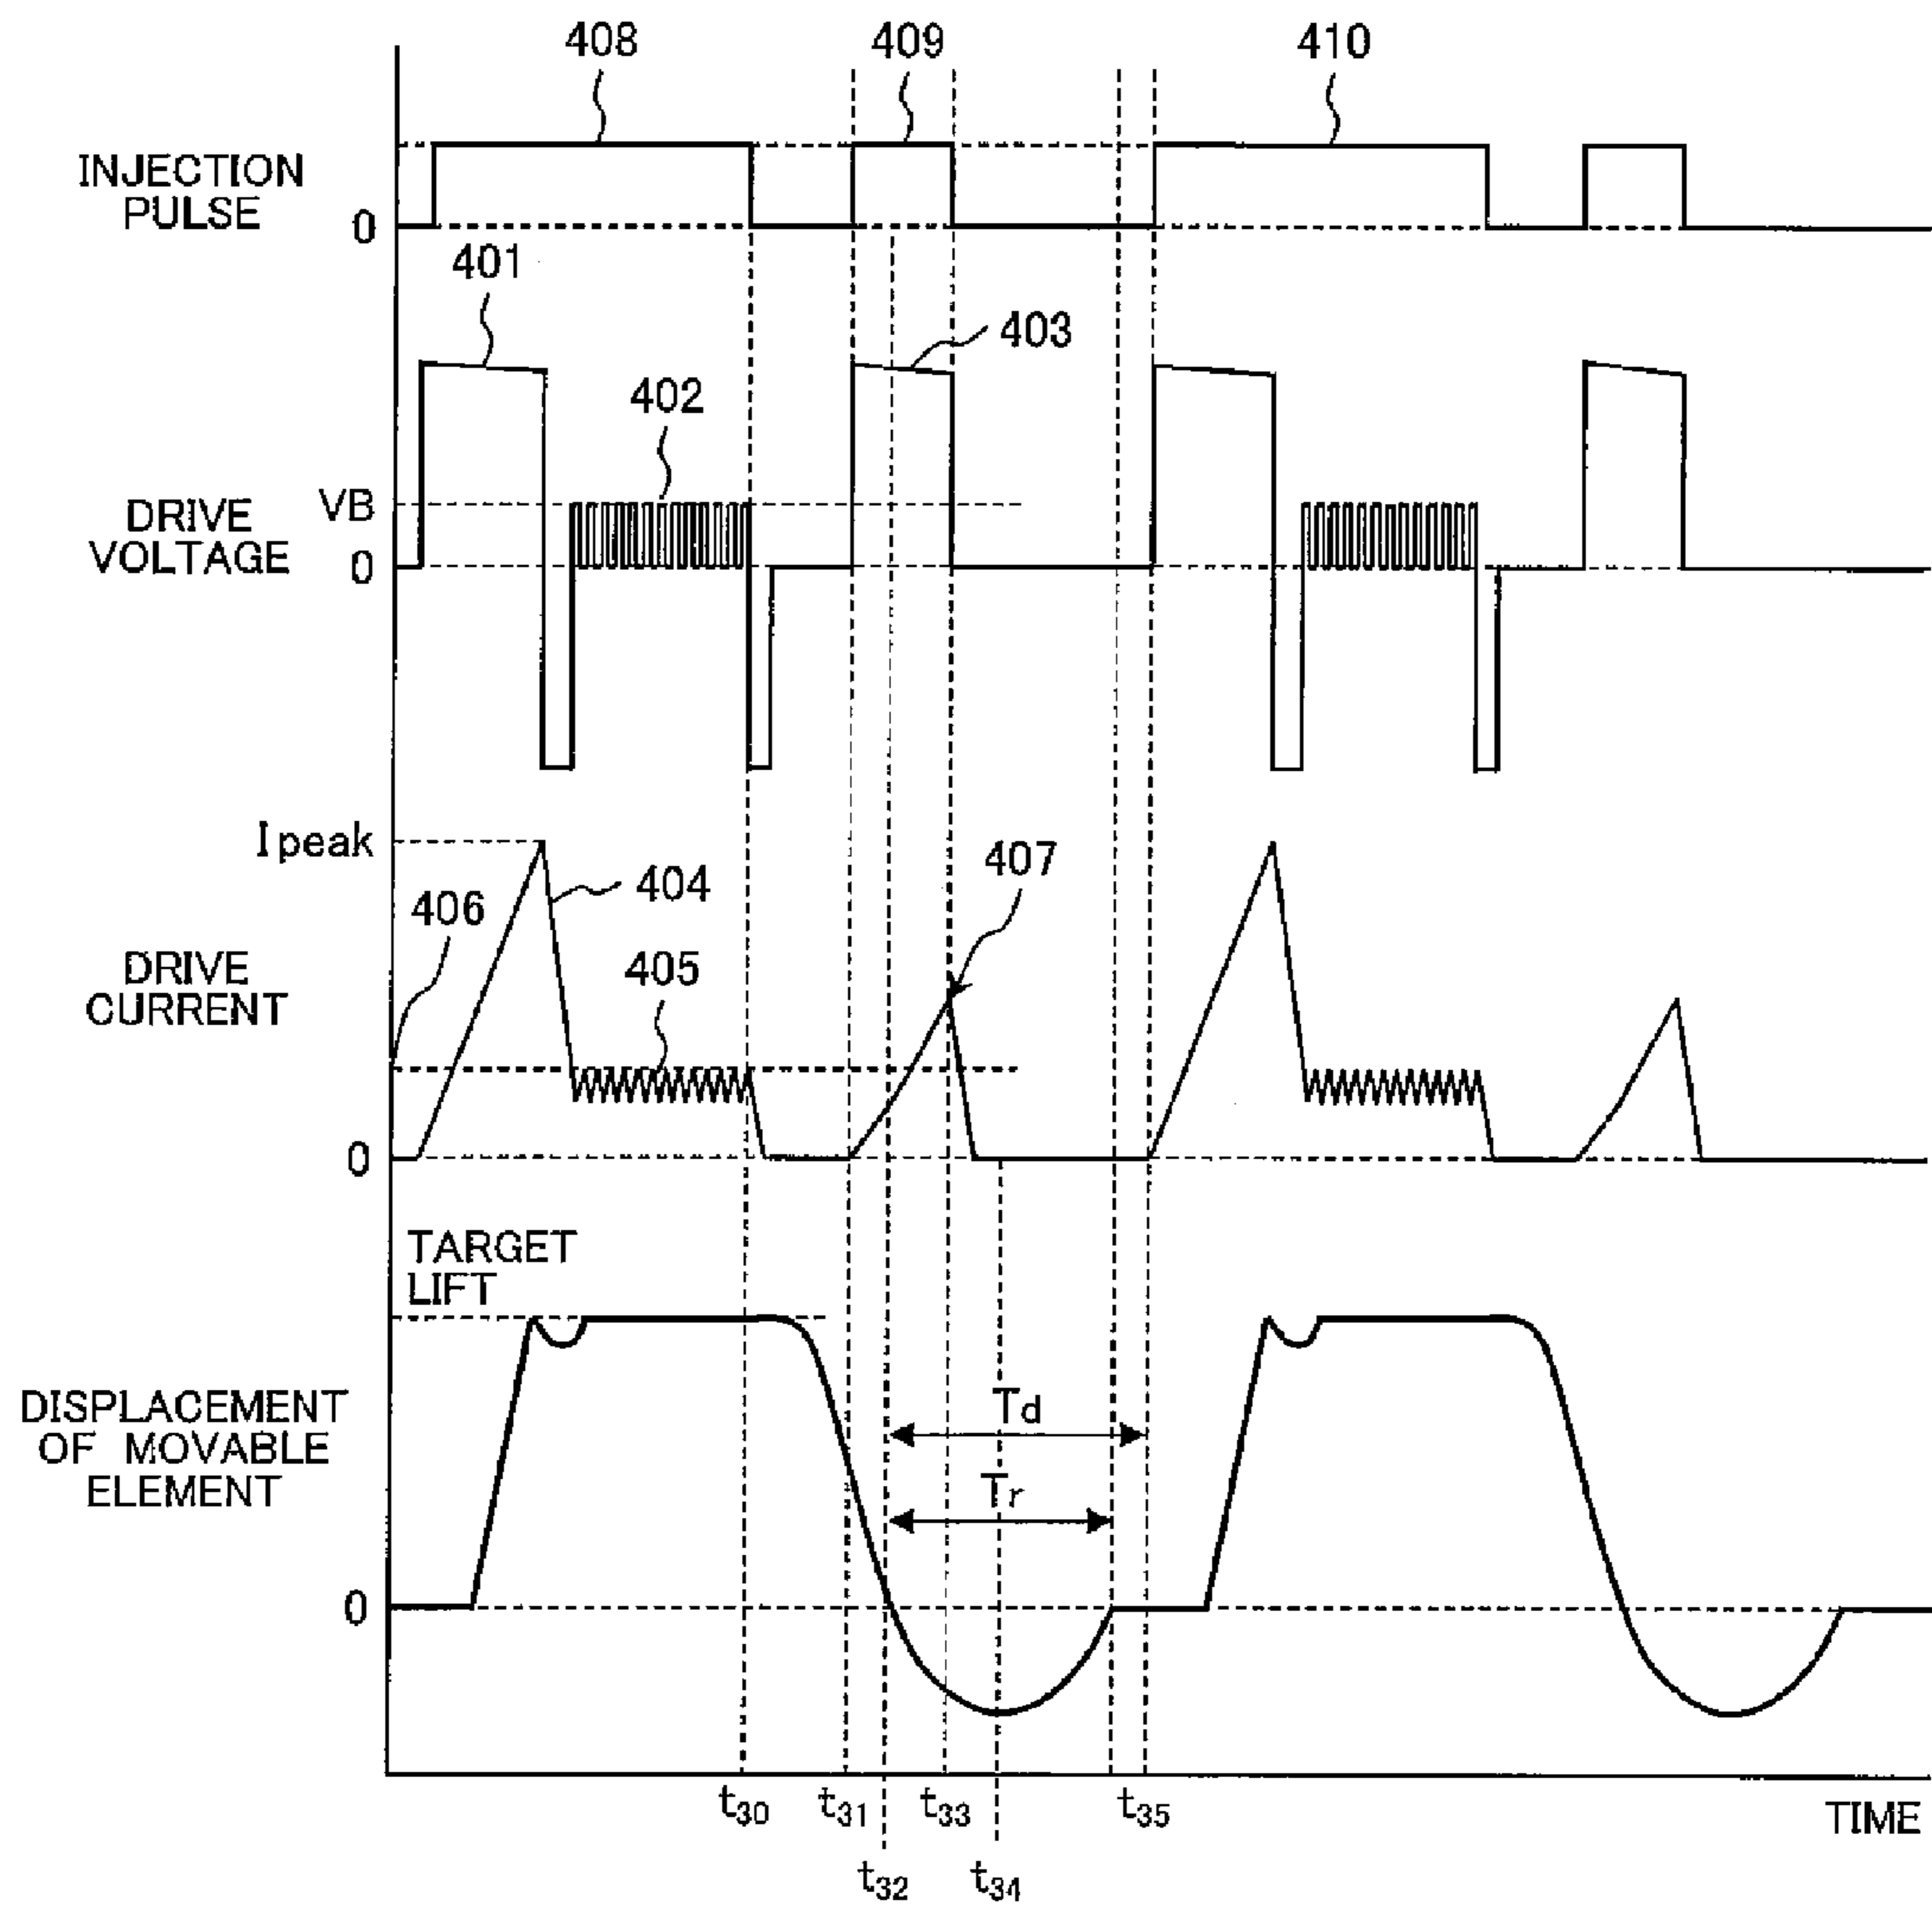 408
409
410
INJECTION
PULSE
0
401
403
402
VB
DRIVE
VOLTAGE
0
Ipeak
404
407
406
405
DRIVE
CURRENT
0
TARGET
LIFT
DISPLACEMENT
OF MOVABLE
ELEMENT
Td
Tr
0
t30
t31
t33
t35
TIME
t32
t34